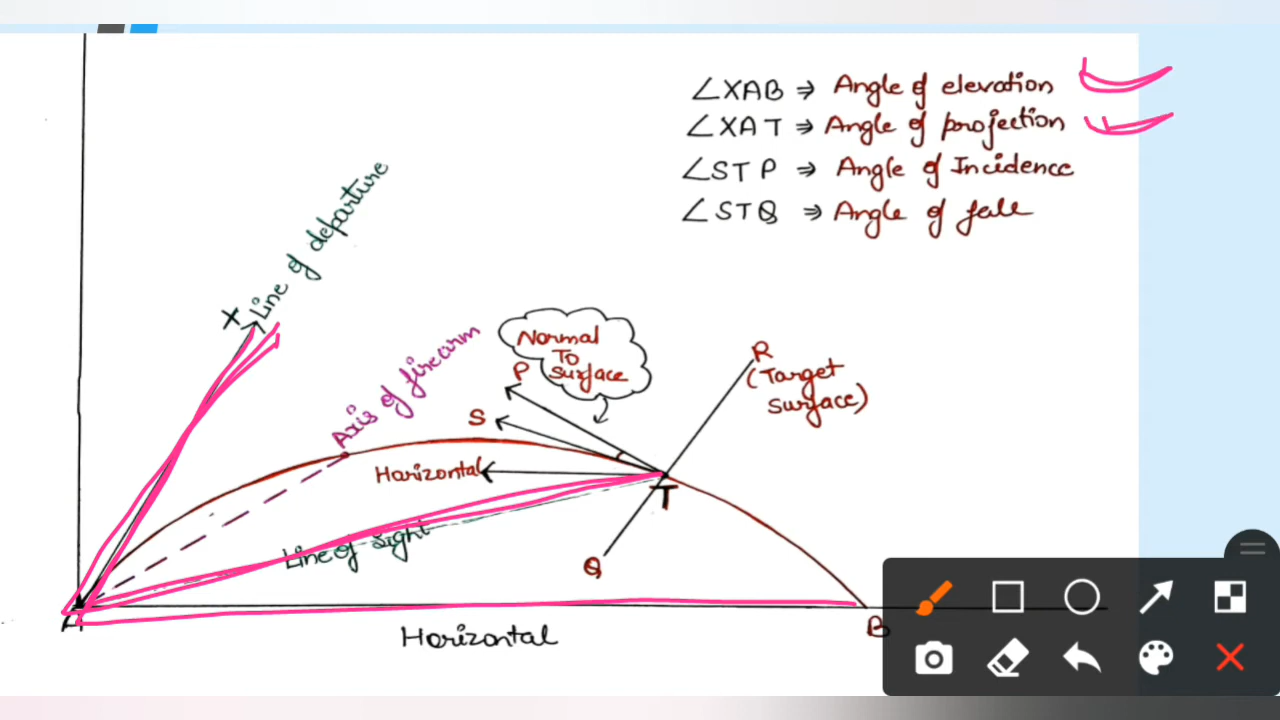 ∠XAB ⇒ Angle of elevation
∠XAT ⇒ Angle of projection
∠STP ⇒ Angle of Incidence
∠STQ ⇒ Angle of fall
Line of departure
X
Axis of firearm
Normal
To
Surface
P
S
R
(Target
surface)
Horizontal
T
Line of sight
Q
A
B
Horizontal